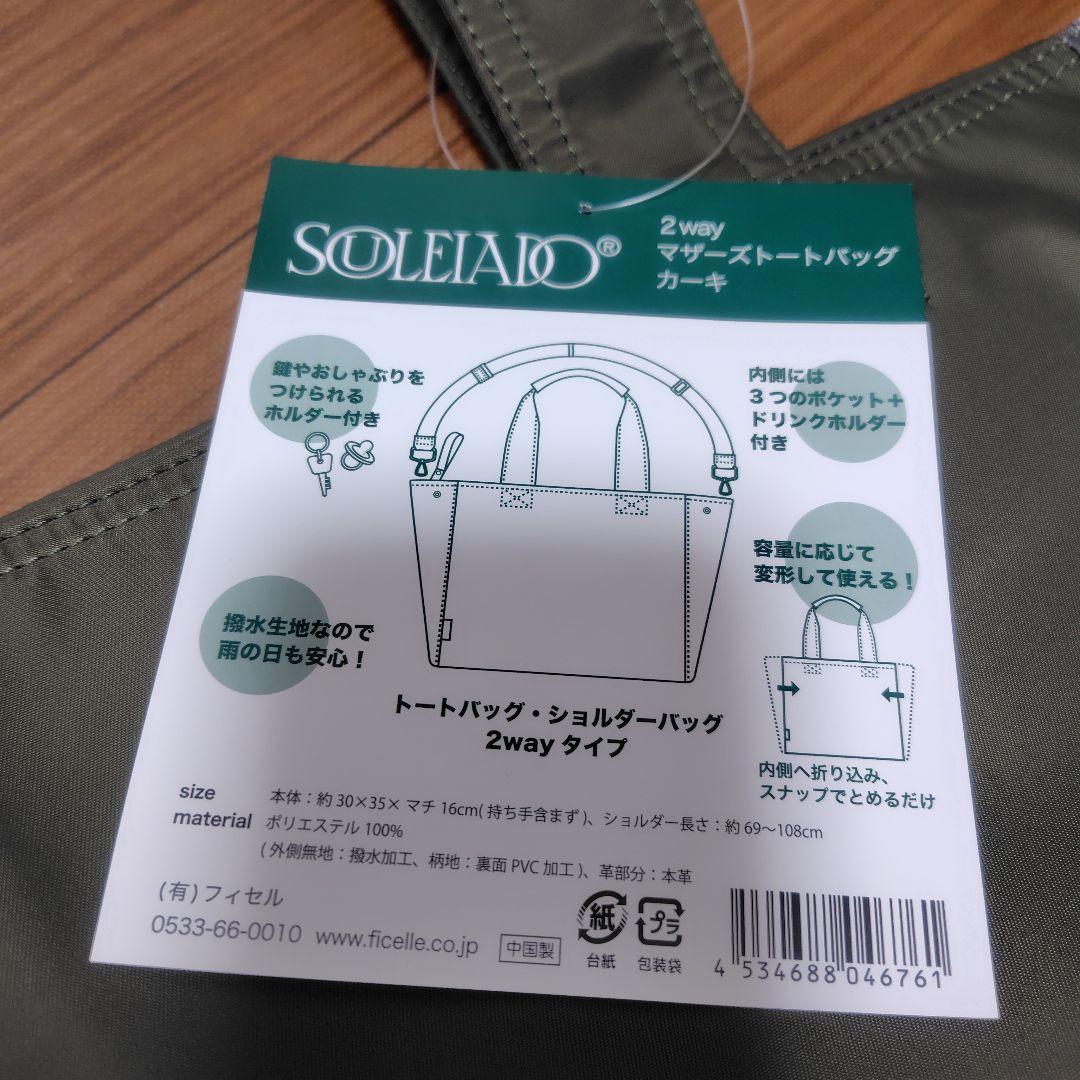 SOULEIADO®
2way
マザーズトートバッグ
カーキ
鍵やおしゃぶりを
つけられる
ホルダー付き
内側には
3つのポケット＋
ドリンクホルダー
付き
容量に応じて
変形して使える！
撥水生地なので
雨の日も安心！
トートバッグ・ショルダーバッグ
2wayタイプ
内側へ折り込み、
スナップでとめるだけ
size 本体：約30×35×マチ16cm(持ち手含まず)、ショルダー長さ：約69〜108cm
material ポリエステル100%
(外側無地：撥水加工、柄地：裏面PVC加工)、革部分：本革
(有)フィセル
0533-66-0010 www.ficelle.co.jp 中国製
紙 プラ
台紙 包装袋
4 534688 046761